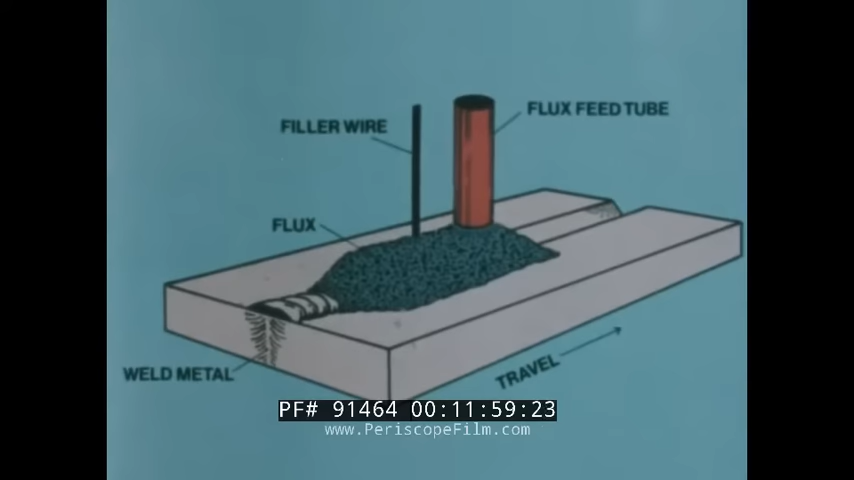 FLUX FEED TUBE
FILLER WIRE
FLUX
WELD METAL
TRAVEL
PF# 91464 00:11:59:23
www.PeriscopeFilm.com